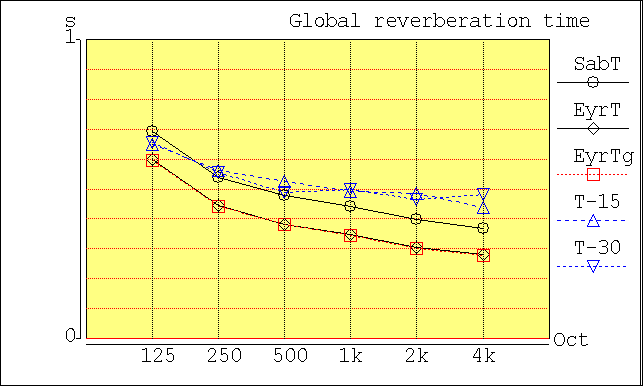 s Global reverberation time
1
SabT
EyrT
EyrTg
T-15
T-30
0
Oct
125 250 500 1k 2k 4k